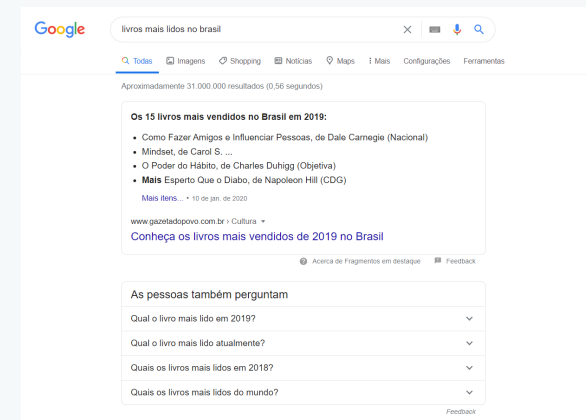 Google
livros mais lidos no brasil
Todas Imagens Shopping Notícias Maps Mais Configurações Ferramentas
Aproximadamente 31.000.000 resultados (0,56 segundos)
Os 15 livros mais vendidos no Brasil em 2019:
• Como Fazer Amigos e Influenciar Pessoas, de Dale Carnegie (Nacional)
• Mindset, de Carol S. ...
• O Poder do Hábito, de Charles Duhigg (Objetiva)
• Mais Esperto Que o Diabo, de Napoleon Hill (CDG)
Mais itens... • 10 de jan. de 2020
www.gazetadopovo.com.br › Cultura
Conheça os livros mais vendidos de 2019 no Brasil
Acerca de Fragmentos em destaque Feedback
As pessoas também perguntam
Qual o livro mais lido em 2019?
Qual o livro mais lido atualmente?
Quais os livros mais lidos em 2018?
Quais os livros mais lidos do mundo?
Feedback